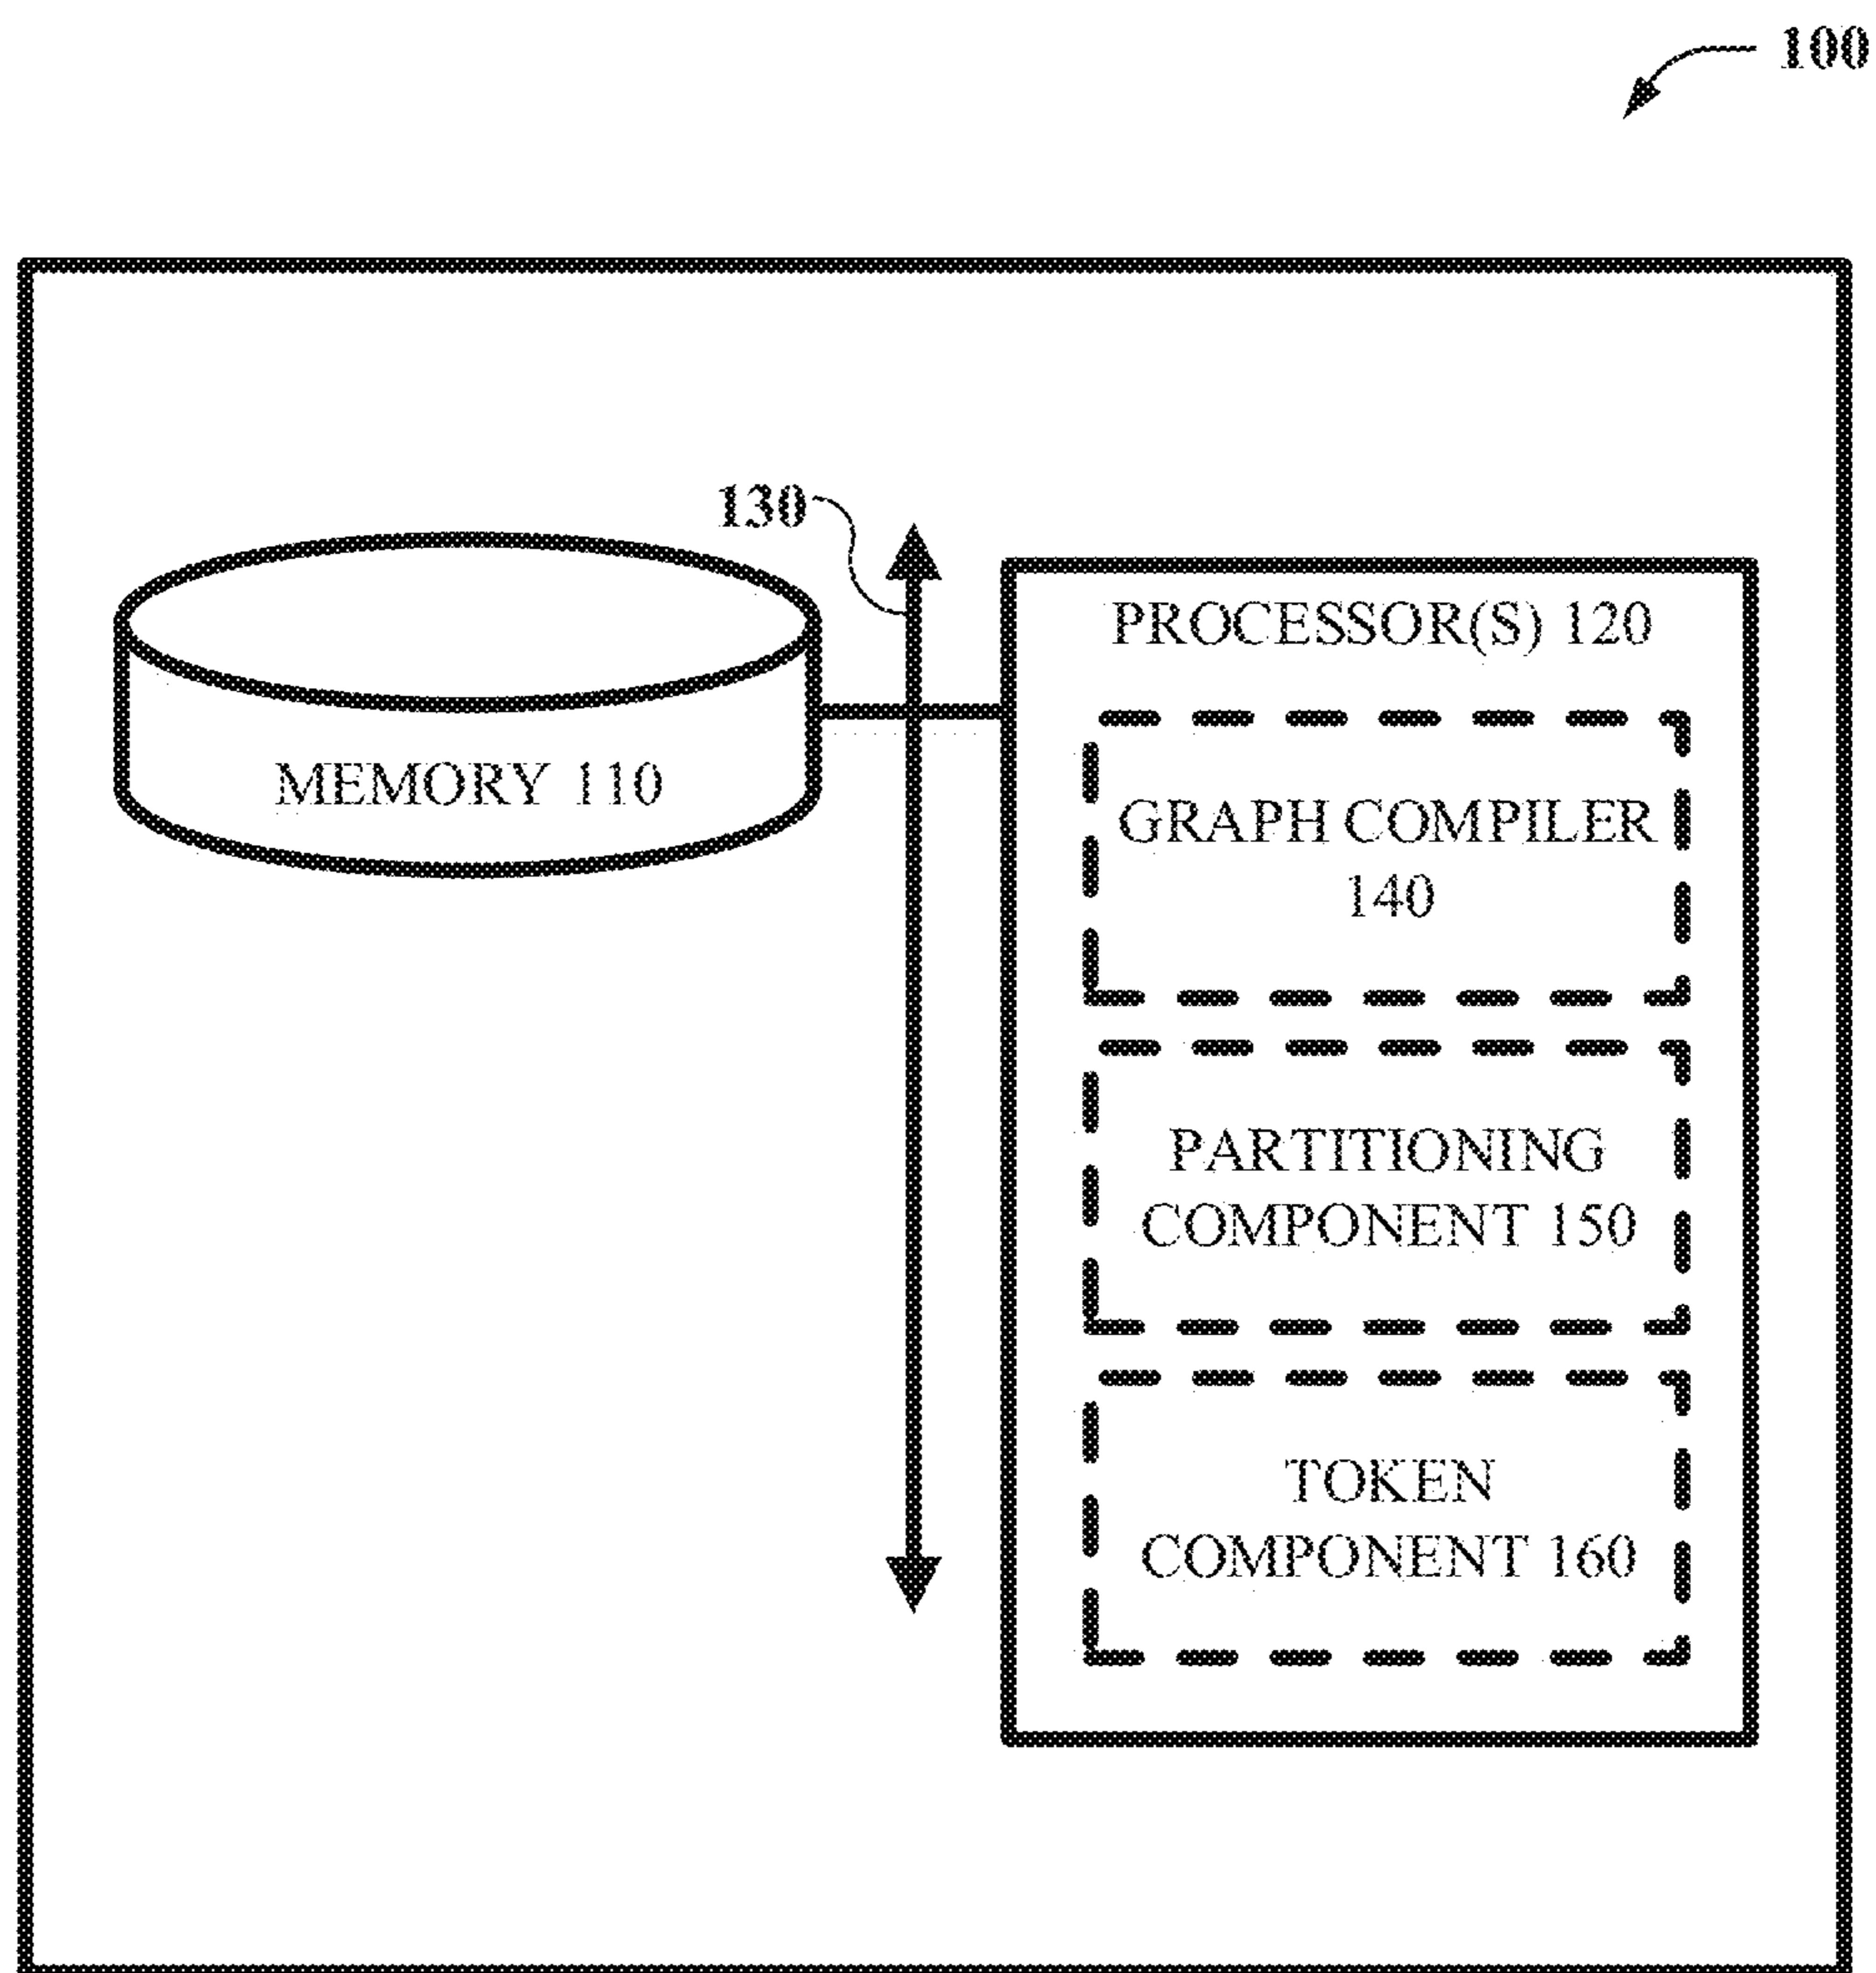 100
130
PROCESSOR(S) 120
MEMORY 110
GRAPH COMPILER
140
PARTITIONING
COMPONENT 150
TOKEN
COMPONENT 160